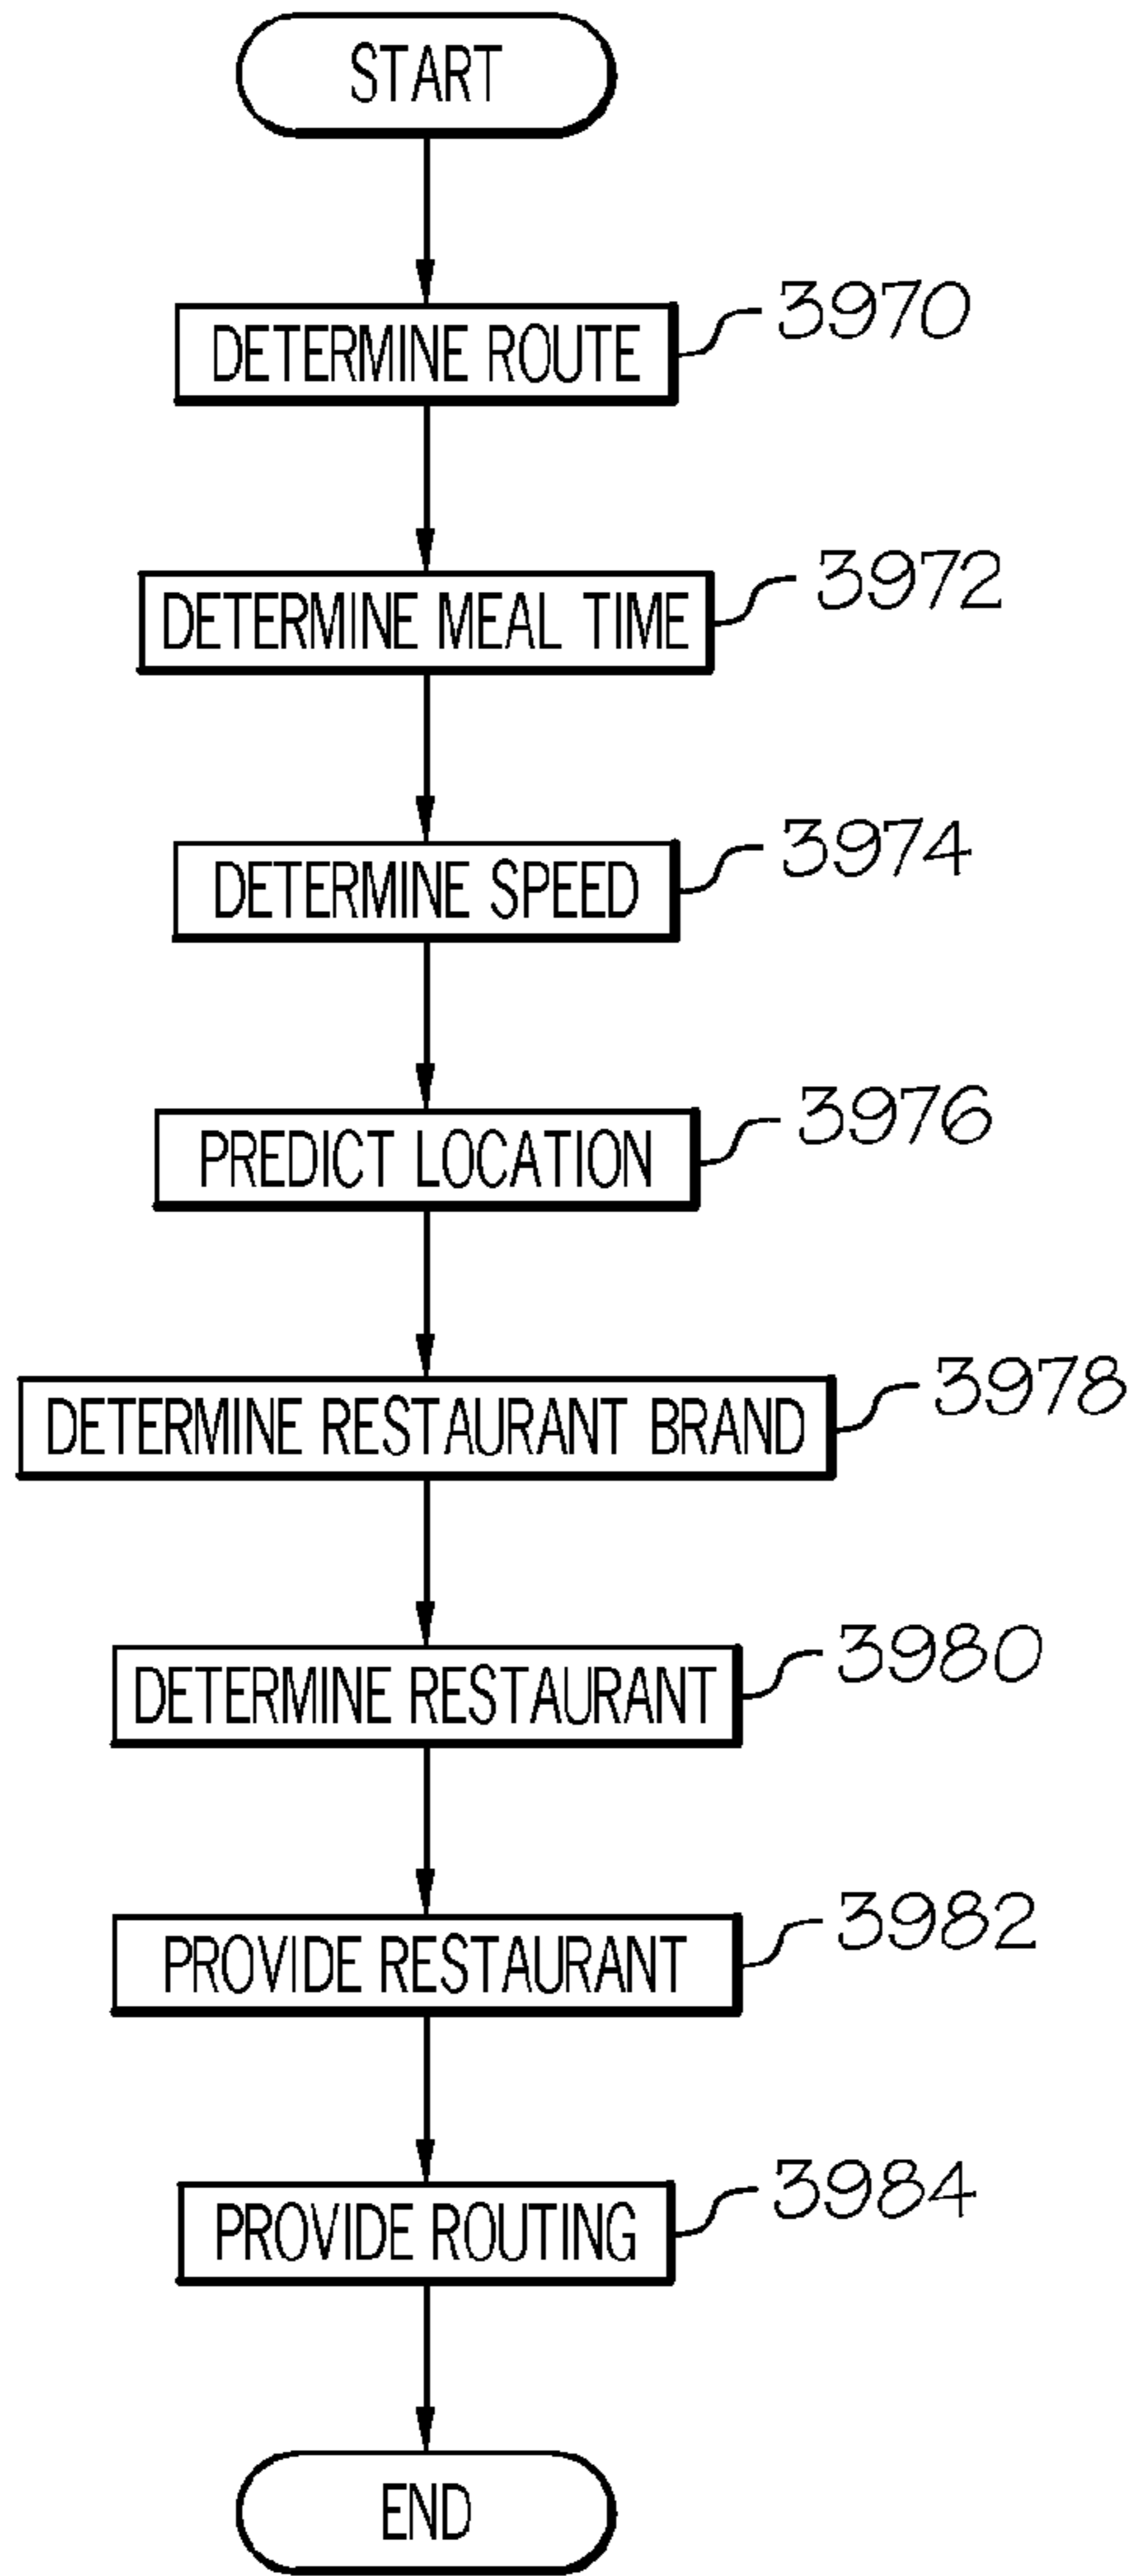 START
DETERMINE ROUTE
3970
DETERMINE MEAL TIME
3972
DETERMINE SPEED
3974
PREDICT LOCATION
3976
DETERMINE RESTAURANT BRAND
3978
DETERMINE RESTAURANT
3980
PROVIDE RESTAURANT
3982
PROVIDE ROUTING
3984
END